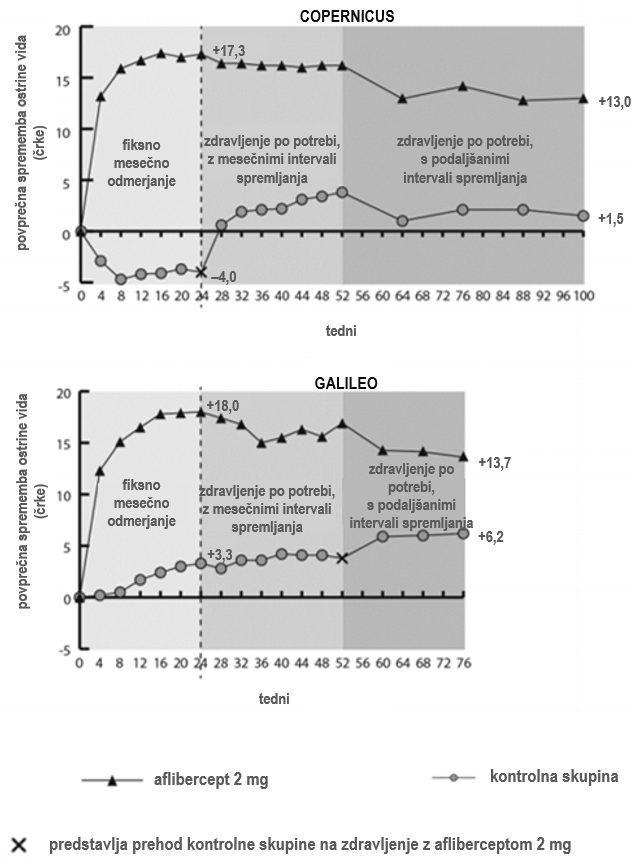 COPERNICUS
povprečna sprememba ostrine vida
(črke)
20
15
10
5
0
-5
+17,3
+13,0
+1,5
–4,0
fiksno
mesečno
odmerjanje
zdravljenje po potrebi,
z mesečnimi intervali
spremljanja
zdravljenje po potrebi,
s podaljšanimi
intervali spremljanja
0 4 8 12 16 20 24 28 32 36 40 44 48 52 56 60 64 68 72 76 80 84 88 92 96 100
tedni
GALILEO
povprečna sprememba ostrine vida
(črke)
20
15
10
5
0
-5
+18,0
+13,7
+6,2
+3,3
fiksno
mesečno
odmerjanje
zdravljenje po potrebi,
z mesečnimi intervali
spremljanja
zdravljenje po
potrebi,
s podaljšanimi
intervali spremljanja
0 4 8 12 16 20 24 28 32 36 40 44 48 52 56 60 64 68 72 76
tedni
aflibercept 2 mg
kontrolna skupina
predstavlja prehod kontrolne skupine na zdravljenje z afliberceptom 2 mg